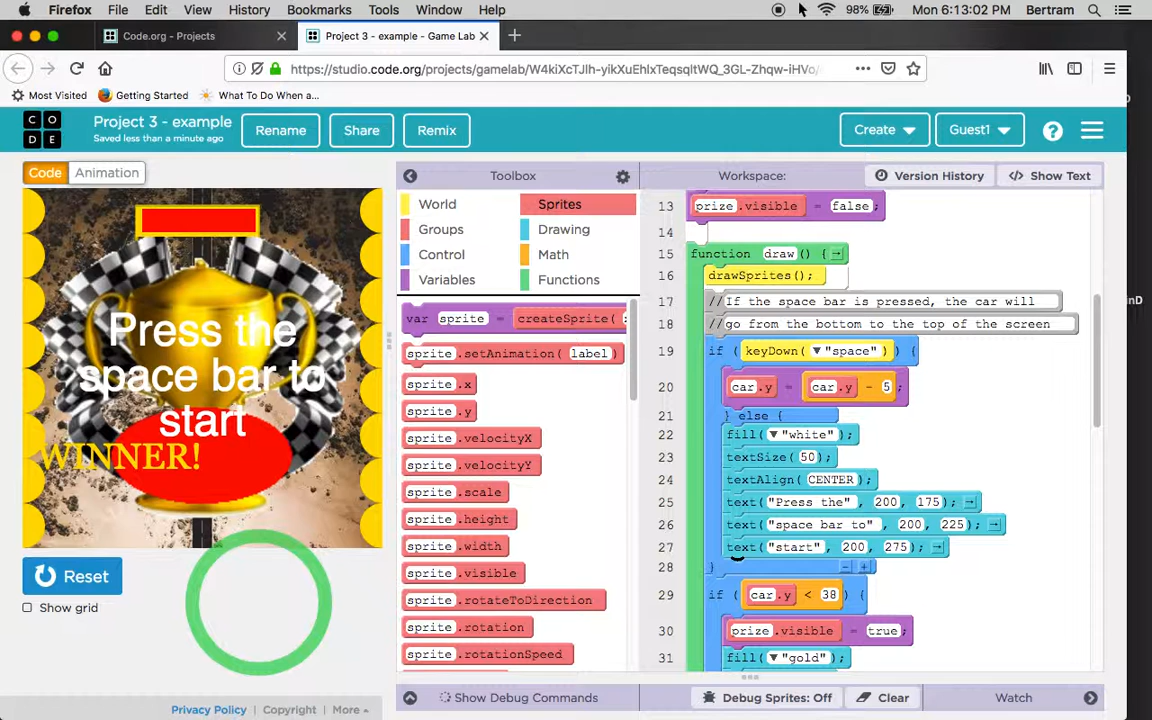 Firefox File Edit View History Bookmarks Tools Window Help 98% Mon 6:13:02 PM Bertram
Code.org - Projects Project 3 - example - Game Lab
https://studio.code.org/projects/gamelab/W4kiXcTJlh-yikXuEhlxTeqsqltWQ_3GL-Zhqw-iHVo/
Most Visited Getting Started What To Do When a...
CO
DE
Project 3 - example
Saved less than a minute ago
Rename Share Remix Create Guest1 ?
Code Animation
Toolbox
Workspace: Version History </> Show Text
World Sprites
Groups Drawing
Control Math
Variables Functions
var sprite = createSprite(
sprite.setAnimation( label )
sprite.x
sprite.y
sprite.velocityX
sprite.velocityY
sprite.scale
sprite.height
sprite.width
sprite.visible
sprite.rotateToDirection
sprite.rotation
sprite.rotationSpeed
13 prize.visible = false;
14
15 function draw() {
16 drawSprites();
17 //If the space bar is pressed, the car will
18 //go from the bottom to the top of the screen
19 if ( keyDown( "space" ) ) {
20 car.y = car.y - 5;
21 } else {
22 fill( "white" );
23 textSize( 50 );
24 textAlign( CENTER );
25 text( "Press the" , 200 , 175 );
26 text( "space bar to" , 200 , 225 );
27 text( "start" , 200 , 275 );
28 }
29 if ( car.y < 38 ) {
30 prize.visible = true;
31 fill( "gold" );
Press the
space bar to
start
WINNER!
Reset
Show grid
Privacy Policy | Copyright | More
Show Debug Commands Debug Sprites: Off Clear Watch